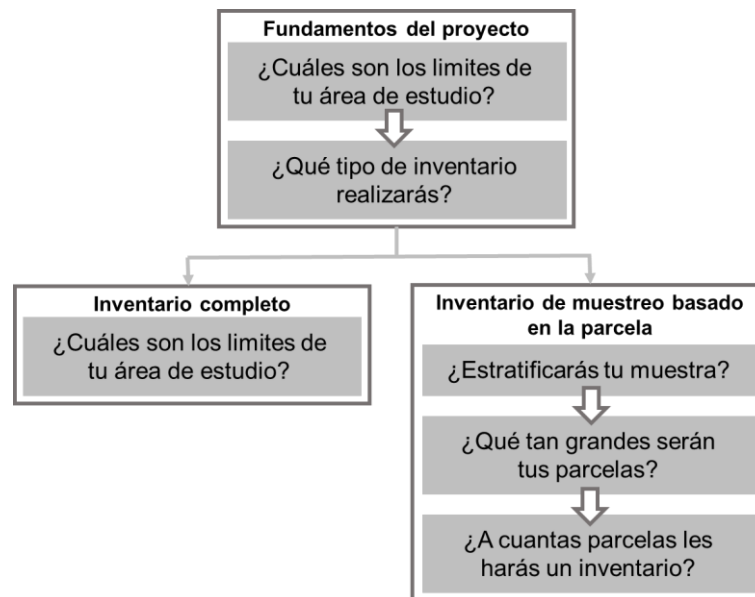 Fundamentos del proyecto
¿Cuáles son los limites de
tu área de estudio?
¿Qué tipo de inventario
realizarás?
Inventario completo
¿Cuáles son los limites de
tu área de estudio?
Inventario de muestreo basado
en la parcela
¿Estratificarás tu muestra?
¿Qué tan grandes serán
tus parcelas?
¿A cuantas parcelas les
harás un inventario?